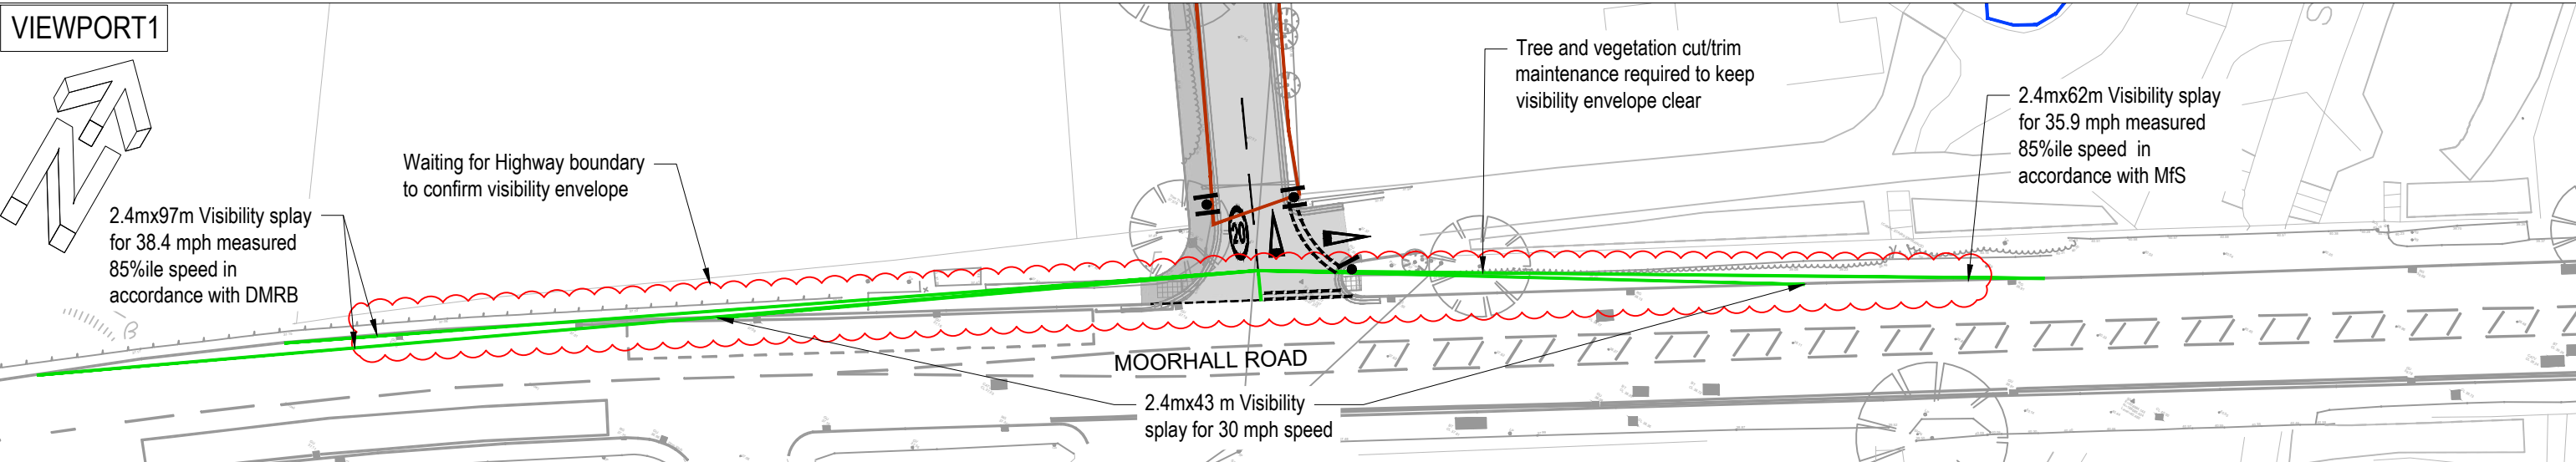 VIEWPORT1
N
Waiting for Highway boundary
to confirm visibility envelope
2.4mx97m Visibility splay
for 38.4 mph measured
85%ile speed in
accordance with DMRB
Tree and vegetation cut/trim
maintenance required to keep
visibility envelope clear
2.4mx62m Visibility splay
for 35.9 mph measured
85%ile speed in
accordance with MfS
20
B
S
MOORHALL ROAD
2.4mx43 m Visibility
splay for 30 mph speed